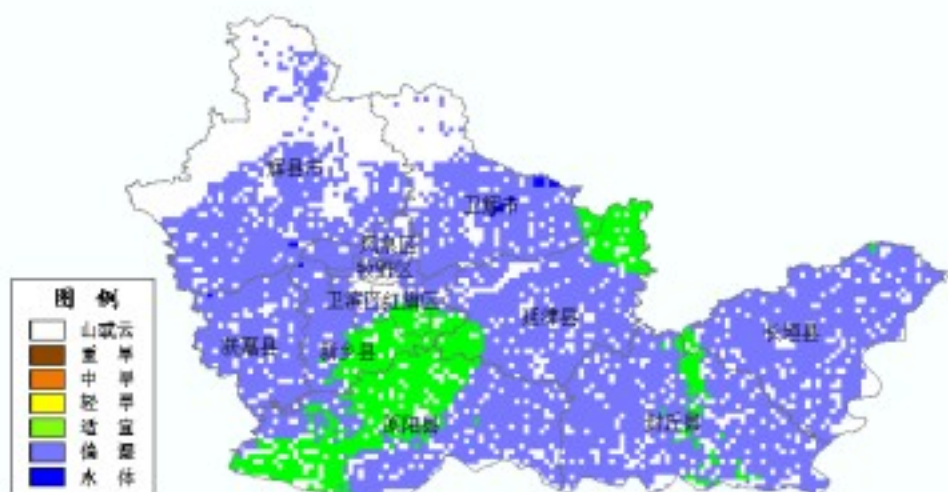 辉县市
卫辉市
凤泉区
牧野区
卫滨区红旗区
延津县
长垣县
获嘉县
新乡县
原阳县
封丘县
图 例
山或云
重 旱
中 旱
轻 旱
适 宜
偏 湿
水 体